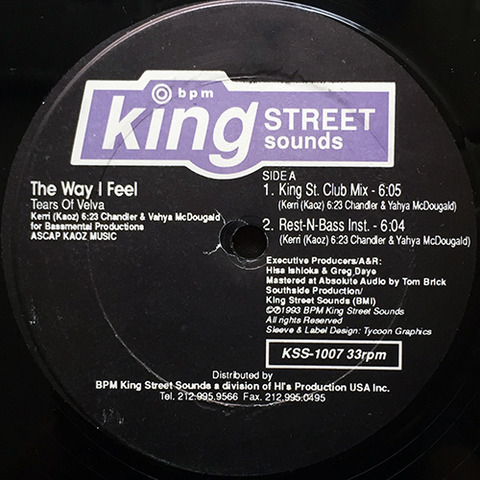 bpm
king STREET
sounds
The Way I Feel
Tears Of Velva
Kerri (Kaoz) 6:23 Chandler & Yahya McDougald
for Bassmental Productions
ASCAP KAOZ MUSIC
SIDE A
1. King St. Club Mix - 6:05
(Kerri (Kaoz) 6:23 Chandler & Yahya McDougald)
2. Rest-N-Bass Inst. - 6:04
(Kerri (Kaoz) 6:23 Chandler & Yahya McDougald)
Executive Producers/A&R:
Hisa Ishioka & Greg Daye
Mastered at Absolute Audio by Tom Brick
Southside Production/
King Street Sounds (BMI)
©℗1993 BPM King Street Sounds
All rights Reserved
Sleeve & Label Design: Tycoon Graphics
KSS-1007 33rpm
Distributed by
BPM King Street Sounds a division of HI's Production USA Inc.
Tel. 212.995.9566 Fax. 212.995.0495